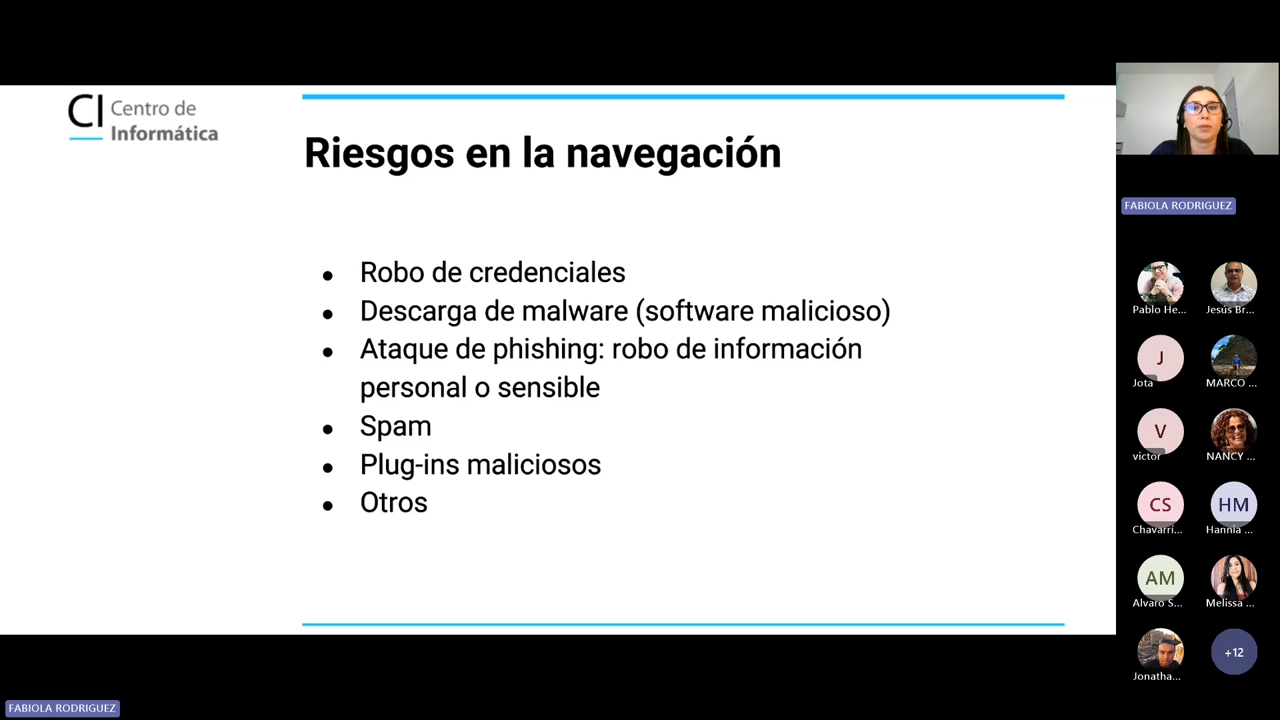 CI Centro de
Informática
Riesgos en la navegación
● Robo de credenciales
● Descarga de malware (software malicioso)
● Ataque de phishing: robo de información
personal o sensible
● Spam
● Plug-ins maliciosos
● Otros
FABIOLA RODRIGUEZ
Pablo He...
Jesús Br...
J
Jota
MARCO ...
V
victor
NANCY ...
CS
Chavarri...
HM
Hannia ...
AM
Alvaro S...
Melissa ...
Jonatha...
+12
FABIOLA RODRIGUEZ